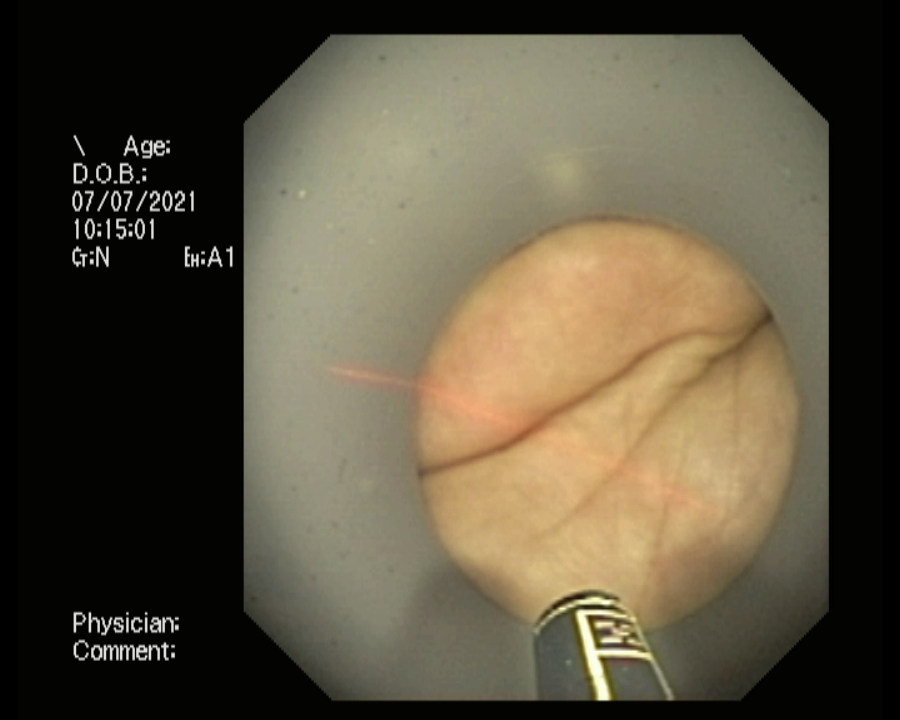 \ Age:
D.O.B.:
07/07/2021
10:15:01
Cr:N EH:A1
Physician:
Comment: